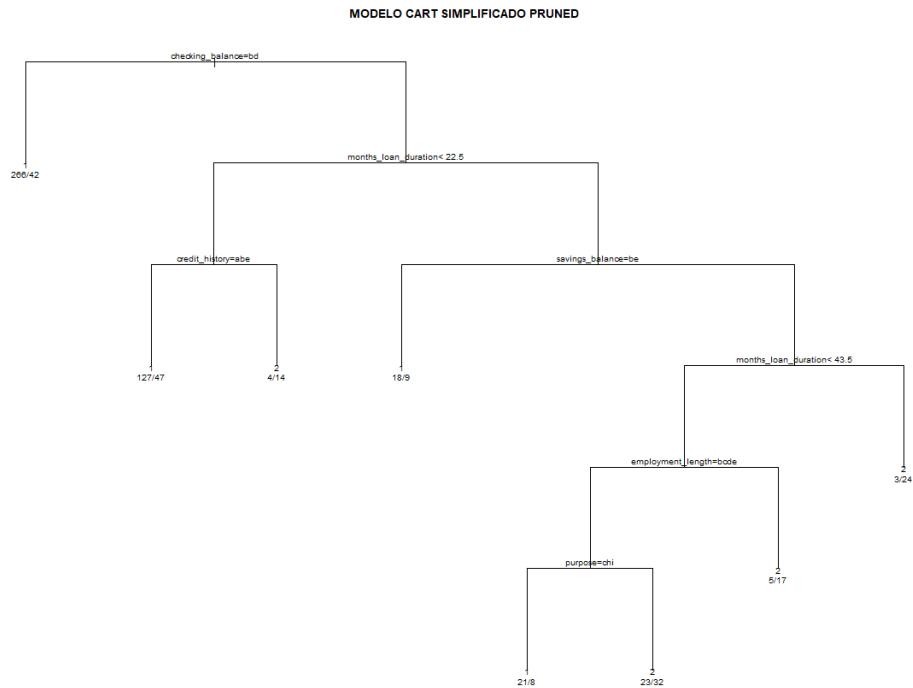 MODELO CART SIMPLIFICADO PRUNED
checking_balance=bd
1
266/42
months_loan_duration< 22.5
credit_history=abe
savings_balance=be
1
127/47
2
4/14
1
18/9
months_loan_duration< 43.5
employment_length=bcde
2
3/24
purpose=chi
2
5/17
1
21/8
2
23/32